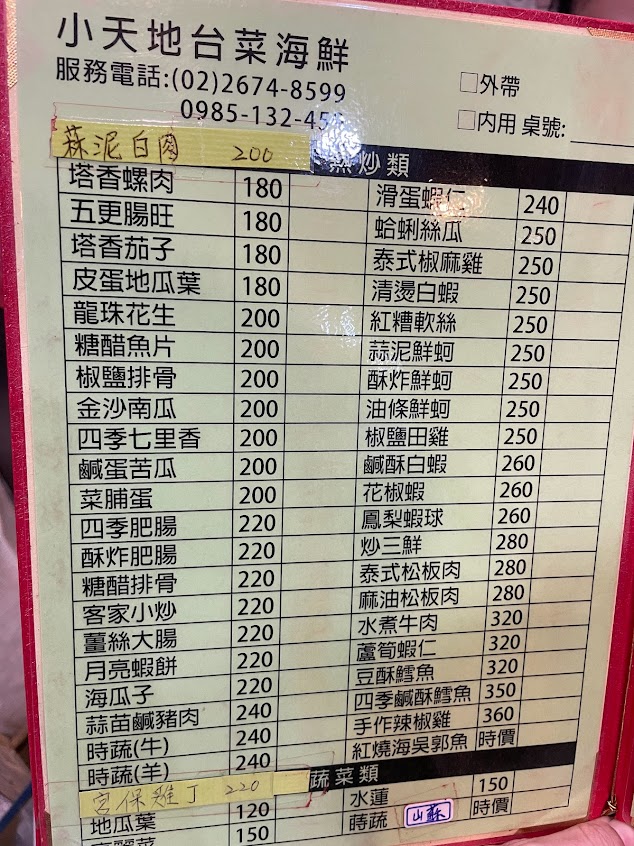 小天地台菜海鮮
服務電話:(02)2674-8599
0985-132-45
□外帶
□内用 桌號:
蒜泥白肉 200
炒類
塔香螺肉 180 滑蛋蝦仁 240
五更腸旺 180 蛤蜊絲瓜 250
塔香茄子 180 泰式椒麻雞 250
皮蛋地瓜葉 180 清燙白蝦 250
龍珠花生 200 紅糟軟絲 250
糖醋魚片 200 蒜泥鮮蚵 250
椒鹽排骨 200 酥炸鮮蚵 250
金沙南瓜 200 油條鮮蚵 250
四季七里香 200 椒鹽田雞 250
鹹蛋苦瓜 200 鹹酥白蝦 260
菜脯蛋 200 花椒蝦 260
四季肥腸 220 鳳梨蝦球 260
酥炸肥腸 220 炒三鮮 280
糖醋排骨 220 泰式松板肉 280
客家小炒 220 麻油松板肉 280
薑絲大腸 220 水煮牛肉 320
月亮蝦餅 220 蘆筍蝦仁 320
海瓜子 220 豆酥鱈魚 320
蒜苗鹹豬肉 240 四季鹹酥鱈魚 350
時蔬(牛) 240 手作辣椒雞 360
時蔬(羊) 240 紅燒海吳郭魚 時價
宮保雞丁 220
蔬菜類
地瓜葉 120 水蓮 150
150 時蔬 山蘇 時價